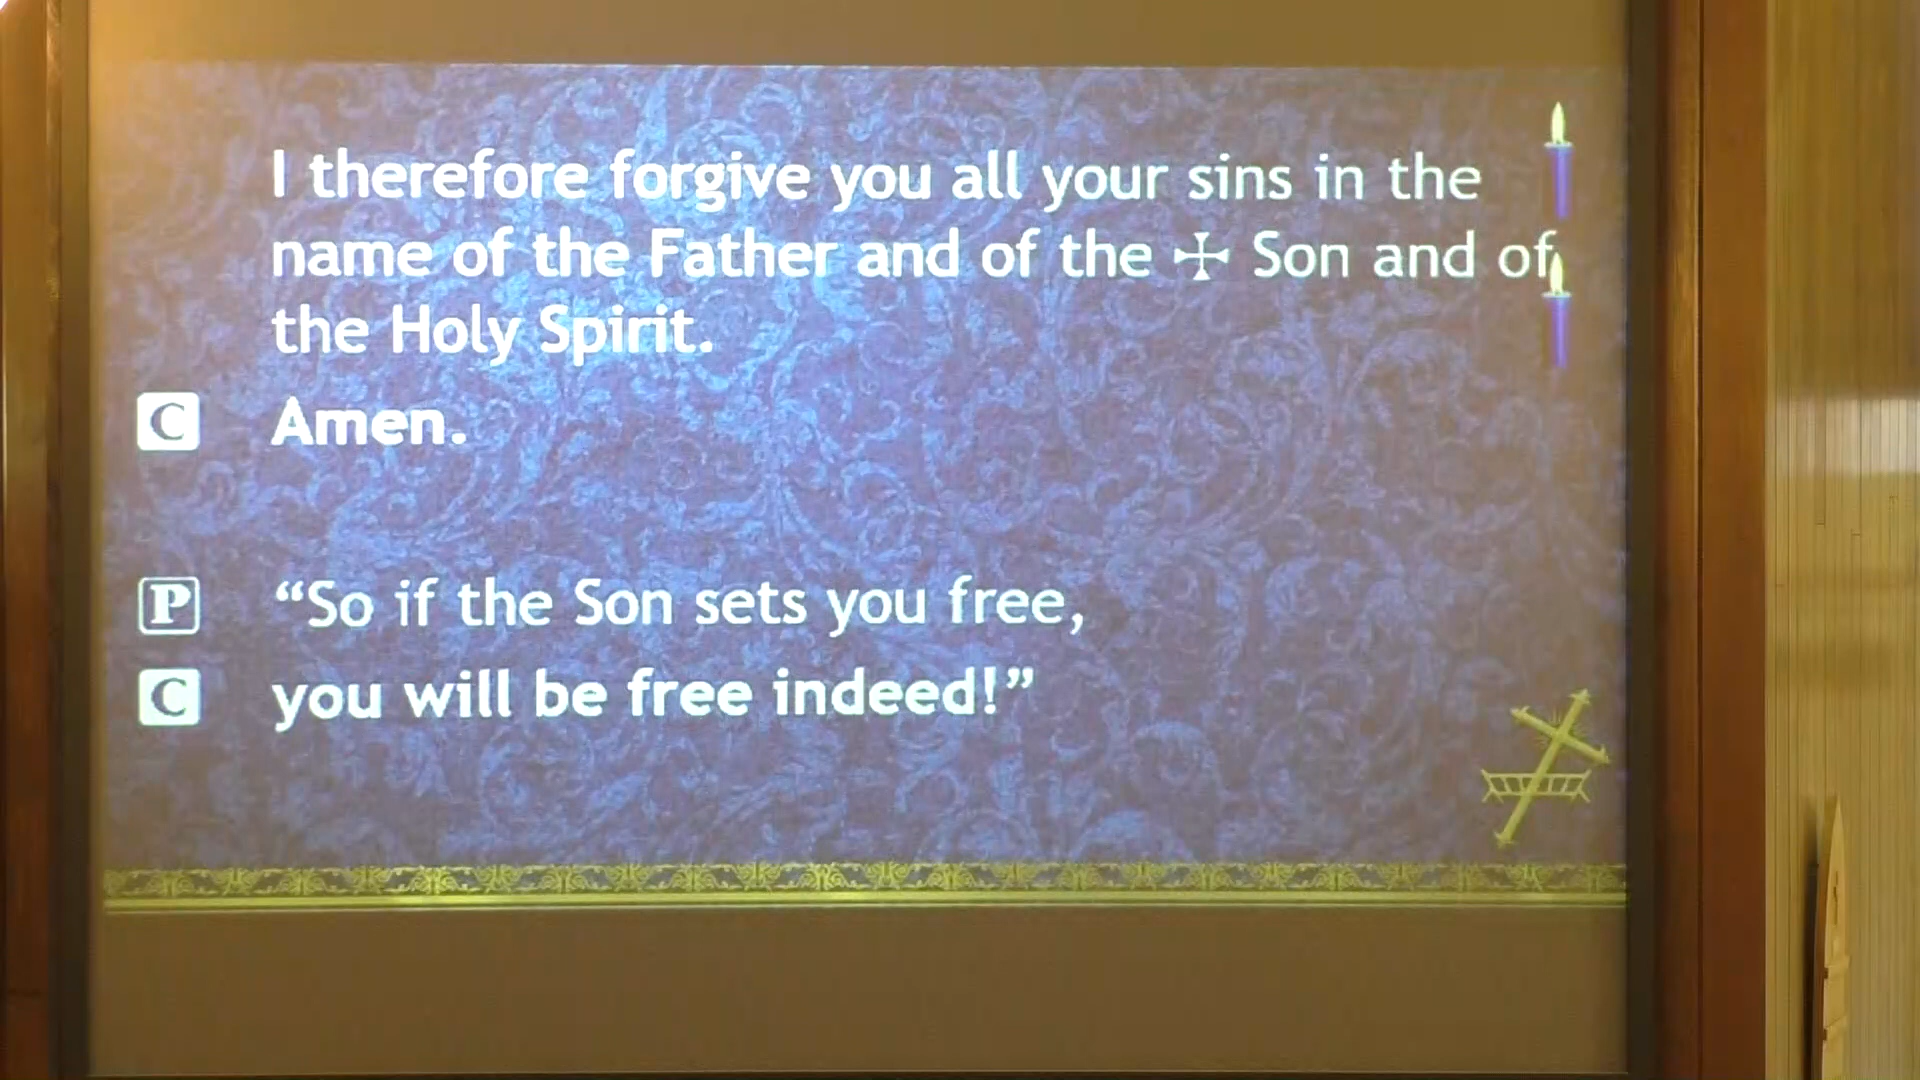 I therefore forgive you all your sins in the
name of the Father and of the ☩ Son and of
the Holy Spirit.
C Amen.
P “So if the Son sets you free,
C you will be free indeed!”